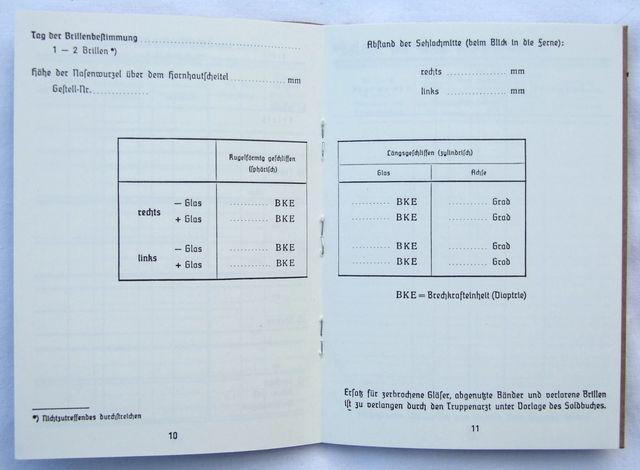 Tag der Brillenbestimmung ....................
1 — 2 Brillen *)
Höhe der Nasenwurzel über dem Hornhautscheitel .............. mm
Gestell-Nr. ..............
Kugelförmig geschliffen
(sphärisch)
rechts
— Glas .......... BKE
+ Glas .......... BKE
links
— Glas .......... BKE
+ Glas .......... BKE
*) Nichtzutreffendes durchstreichen
10
Abstand der Sehlochmitte (beim Blick in die Ferne):
rechts .............. mm
links .............. mm
Längsgeschliffen (zylindrisch)
Glas Achse
.......... BKE .......... Grad
.......... BKE .......... Grad
.......... BKE .......... Grad
.......... BKE .......... Grad
BKE = Brechkrafteinheit (Dioptrie)
Ersatz für zerbrochene Gläser, abgenutzte Bänder und verlorene Brillen
ist zu verlangen durch den Truppenarzt unter Vorlage des Soldbuches.
11